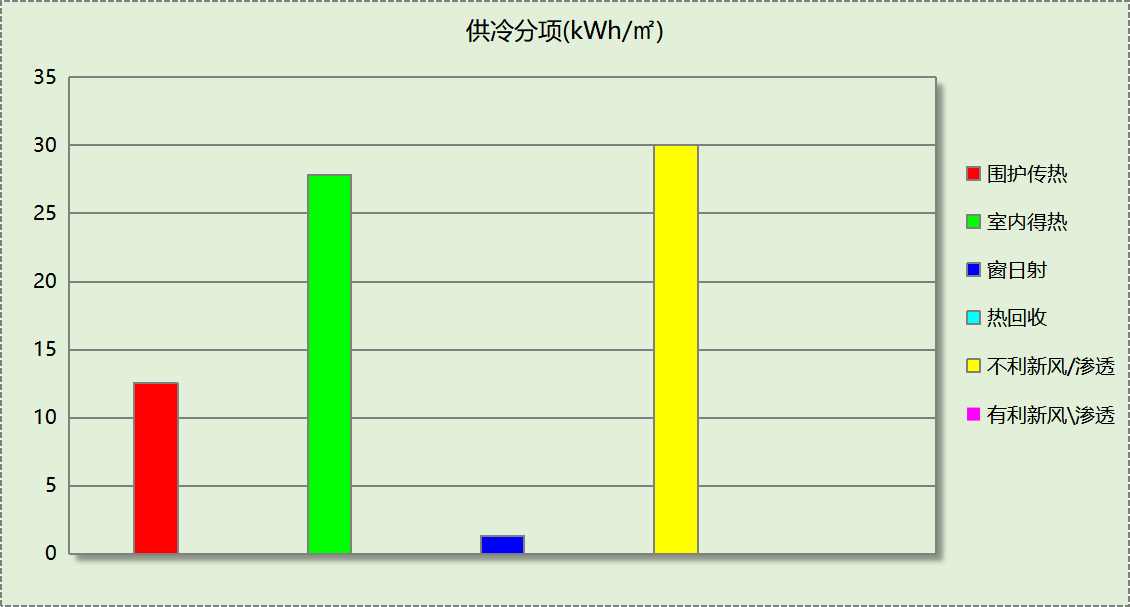 供冷分项(kWh/㎡)
35
30
25
20
15
10
5
0
围护传热
室内得热
窗日射
热回收
不利新风/渗透
有利新风\渗透